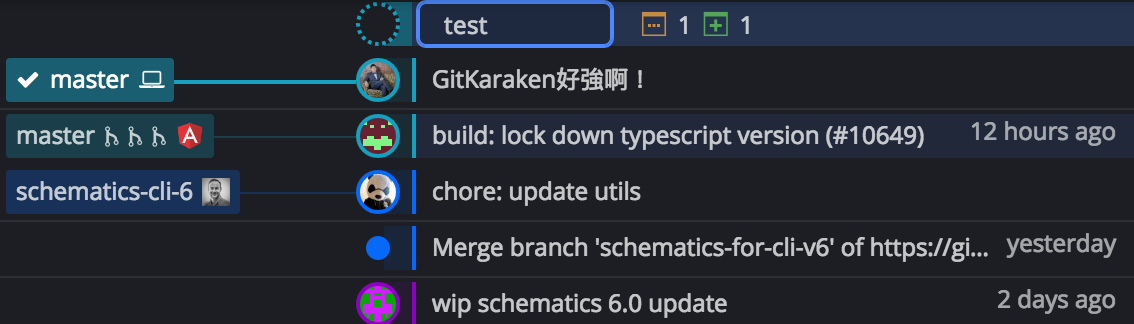 test 1 1
master GitKaraken好強啊！
master build: lock down typescript version (#10649) 12 hours ago
schematics-cli-6 chore: update utils
Merge branch 'schematics-for-cli-v6' of https://gi... yesterday
wip schematics 6.0 update 2 days ago